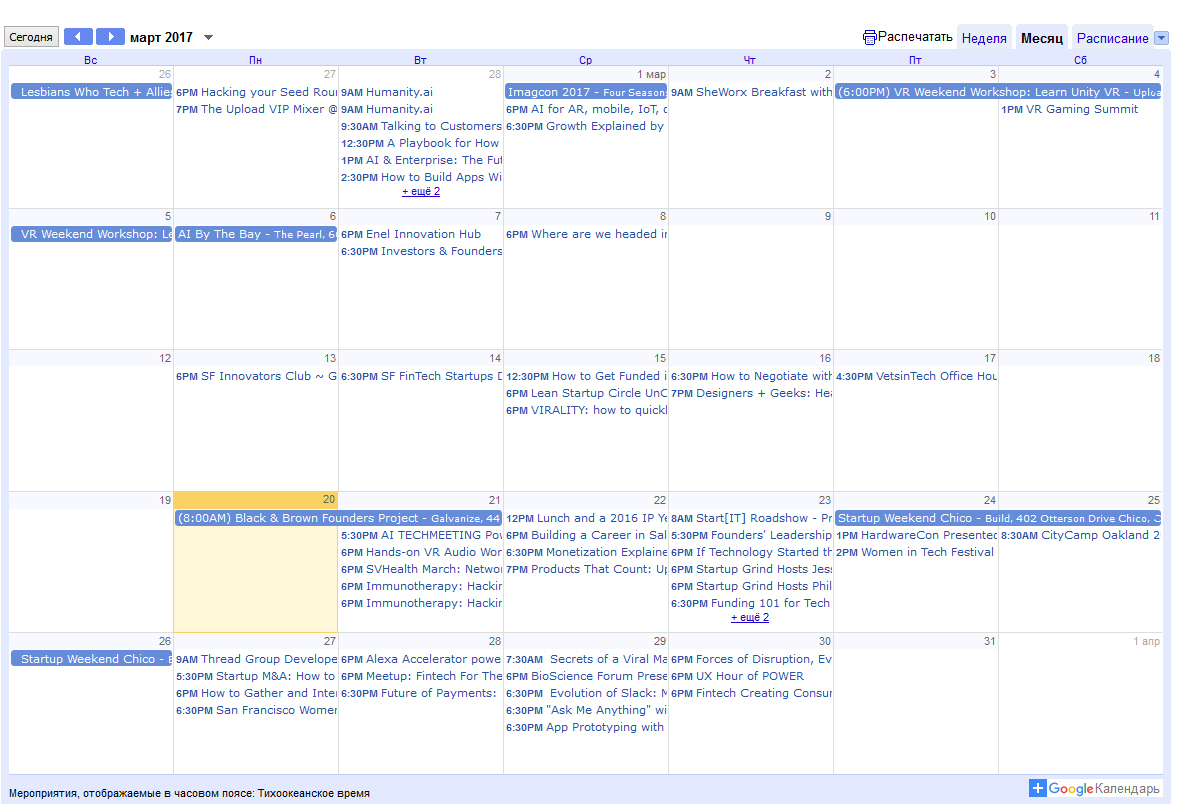 Сегодня март 2017 Распечатать Неделя Месяц Расписание
Вс Пн Вт Ср Чт Пт Сб
26 27 28 1 мар 2 3 4
Lesbians Who Tech + Allies 6PM Hacking your Seed Roun 9AM Humanity.ai Imagcon 2017 - Four Seasons 9AM SheWorx Breakfast with (6:00PM) VR Weekend Workshop: Learn Unity VR - Uploa
7PM The Upload VIP Mixer @ 9AM Humanity.ai 6PM AI for AR, mobile, IoT, c 1PM VR Gaming Summit
9:30AM Talking to Customers 6:30PM Growth Explained by
12:30PM A Playbook for How
1PM AI & Enterprise: The Fut
2:30PM How to Build Apps Wi
+ ещё 2
5 6 7 8 9 10 11
VR Weekend Workshop: Le AI By The Bay - The Pearl, 6 6PM Enel Innovation Hub 6PM Where are we headed in
6:30PM Investors & Founders
12 13 14 15 16 17 18
6PM SF Innovators Club ~ G 6:30PM SF FinTech Startups D 12:30PM How to Get Funded i 6:30PM How to Negotiate with 4:30PM VetsinTech Office Hou
6PM Lean Startup Circle UnC 7PM Designers + Geeks: Hea
6PM VIRALITY: how to quickl
19 20 21 22 23 24 25
(8:00AM) Black & Brown Founders Project - Galvanize, 44 12PM Lunch and a 2016 IP Ye 8AM Start[IT] Roadshow - Pr Startup Weekend Chico - Build, 402 Otterson Drive Chico, C
5:30PM AI TECHMEETING Pow 6PM Building a Career in Sal 5:30PM Founders' Leadership 1PM HardwareCon Presented 8:30AM CityCamp Oakland 2
6PM Hands-on VR Audio Wor 6:30PM Monetization Explaine 6PM If Technology Started th 2PM Women in Tech Festival
6PM SVHealth March: Netwo 7PM Products That Count: Up 6PM Startup Grind Hosts Jess
6PM Immunotherapy: Hackin 6PM Startup Grind Hosts Phil
6PM Immunotherapy: Hackin 6:30PM Funding 101 for Tech
+ ещё 2
26 27 28 29 30 31 1 апр
Startup Weekend Chico - B 9AM Thread Group Develope 6PM Alexa Accelerator powe 7:30AM Secrets of a Viral Ma 6PM Forces of Disruption, Ev
5:30PM Startup M&A: How to 6PM Meetup: Fintech For The 6PM BioScience Forum Prese 6PM UX Hour of POWER
6PM How to Gather and Inter 6:30PM Future of Payments: 6:30PM Evolution of Slack: M 6PM Fintech Creating Consum
6:30PM San Francisco Women 6:30PM "Ask Me Anything" wi
6:30PM App Prototyping with
Мероприятия, отображаемые в часовом поясе: Тихоокеанское время Google Календарь